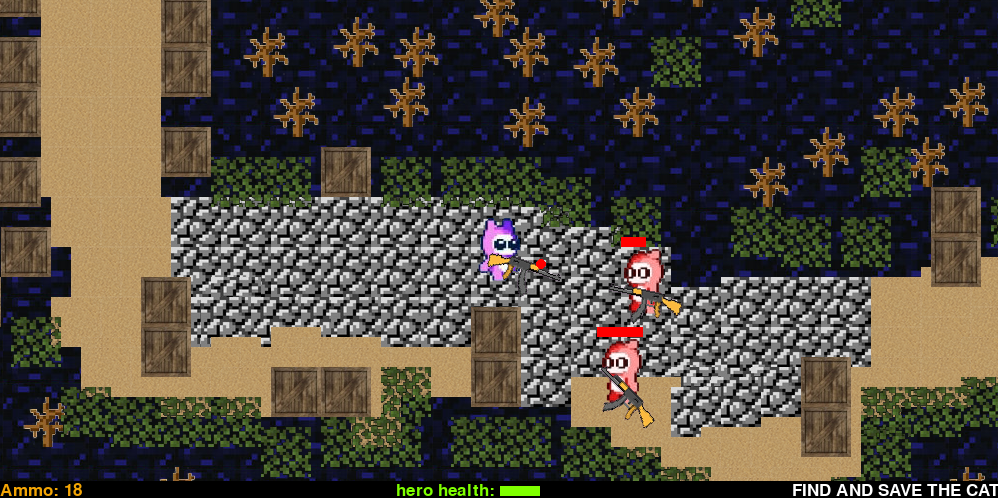 Ammo: 18
hero health:
FIND AND SAVE THE CAT